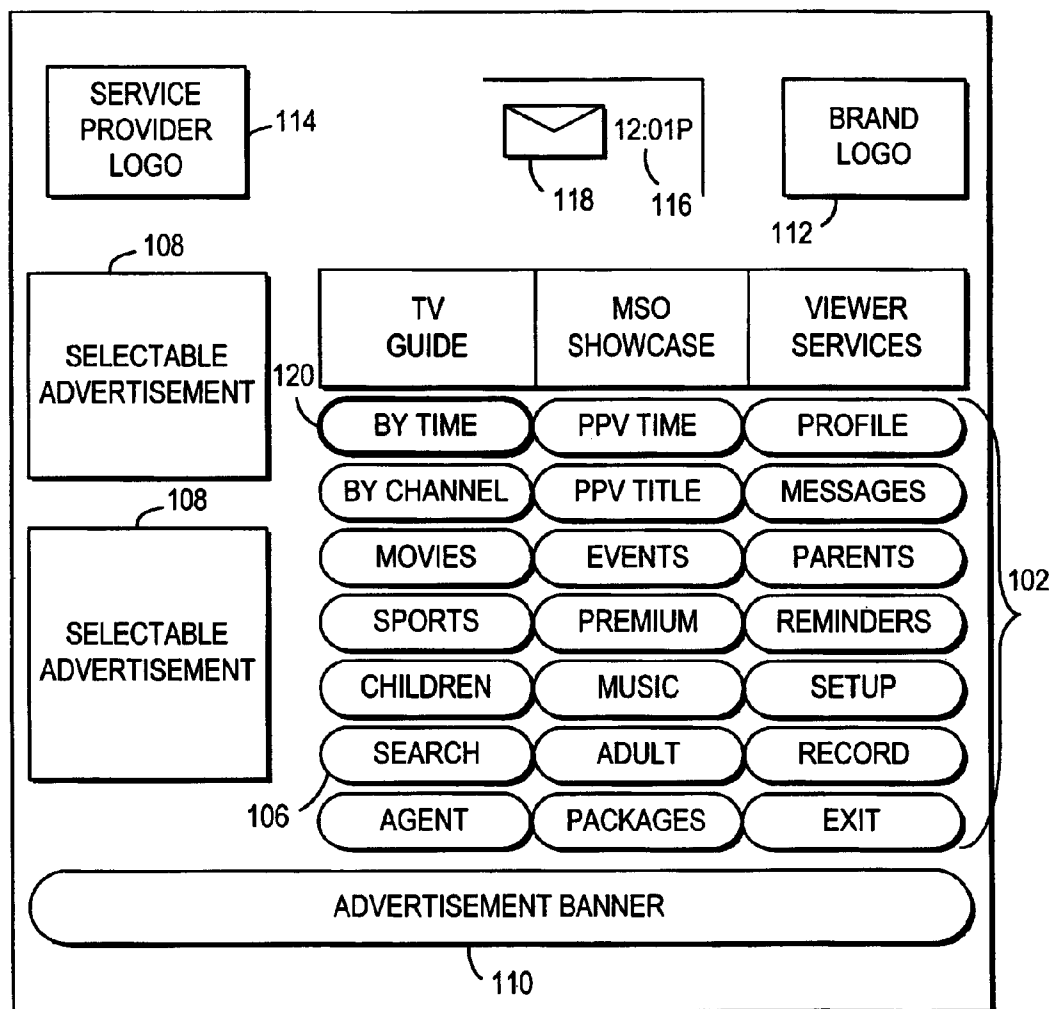 SERVICE
PROVIDER
LOGO
114
12:01P
118
116
BRAND
LOGO
112
108
SELECTABLE
ADVERTISEMENT
108
SELECTABLE
ADVERTISEMENT
TV
GUIDE
MSO
SHOWCASE
VIEWER
SERVICES
120
BY TIME
PPV TIME
PROFILE
BY CHANNEL
PPV TITLE
MESSAGES
MOVIES
EVENTS
PARENTS
102
SPORTS
PREMIUM
REMINDERS
CHILDREN
MUSIC
SETUP
SEARCH
ADULT
RECORD
106
AGENT
PACKAGES
EXIT
ADVERTISEMENT BANNER
110